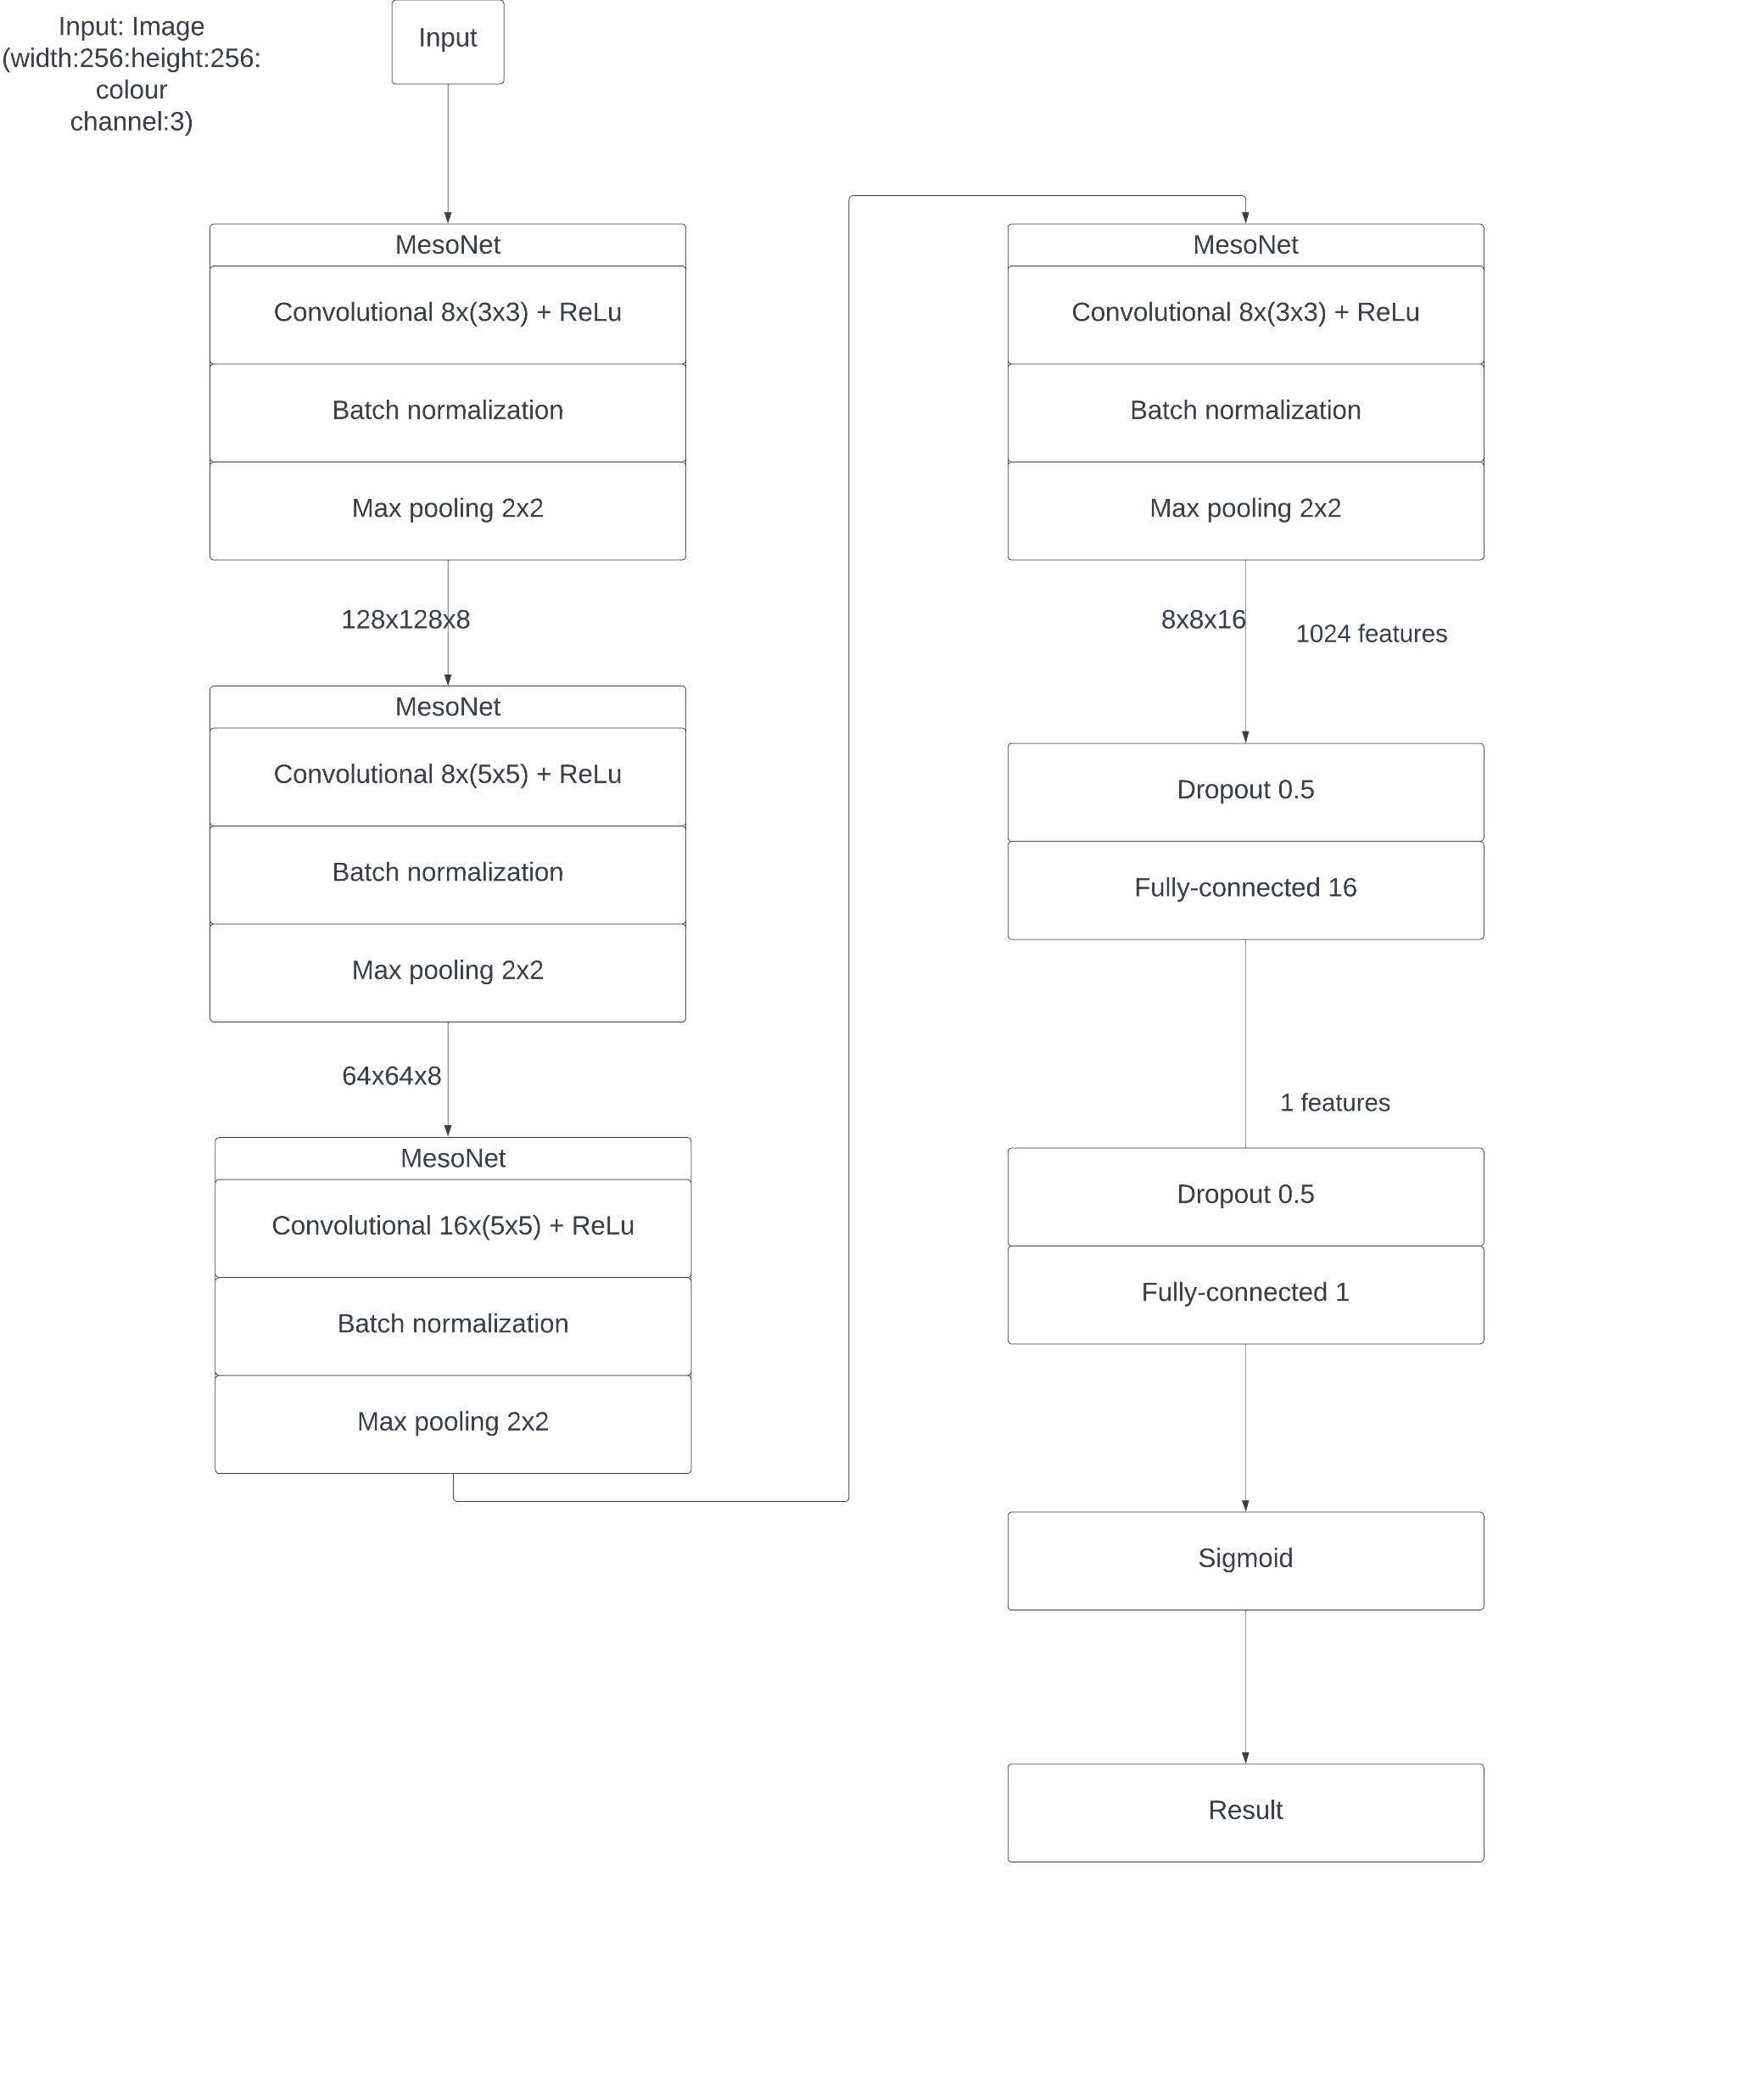 Input: Image
(width:256:height:256:
colour
channel:3)
Input
MesoNet
Convolutional 8x(3x3) + ReLu
Batch normalization
Max pooling 2x2
128x128x8
MesoNet
Convolutional 8x(5x5) + ReLu
Batch normalization
Max pooling 2x2
64x64x8
MesoNet
Convolutional 16x(5x5) + ReLu
Batch normalization
Max pooling 2x2
MesoNet
Convolutional 8x(3x3) + ReLu
Batch normalization
Max pooling 2x2
8x8x16
1024 features
Dropout 0.5
Fully-connected 16
1 features
Dropout 0.5
Fully-connected 1
Sigmoid
Result